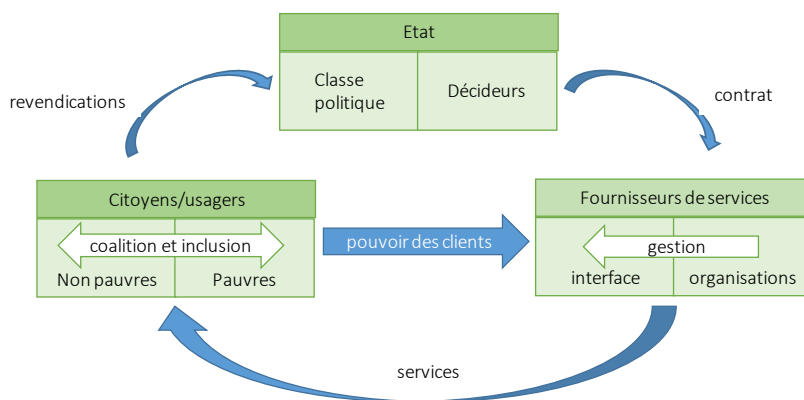 Etat
Classe
politique
Décideurs
revendications
contrat
Citoyens/usagers
coalition et inclusion
Non pauvres
Pauvres
pouvoir des clients
Fournisseurs de services
gestion
interface
organisations
services